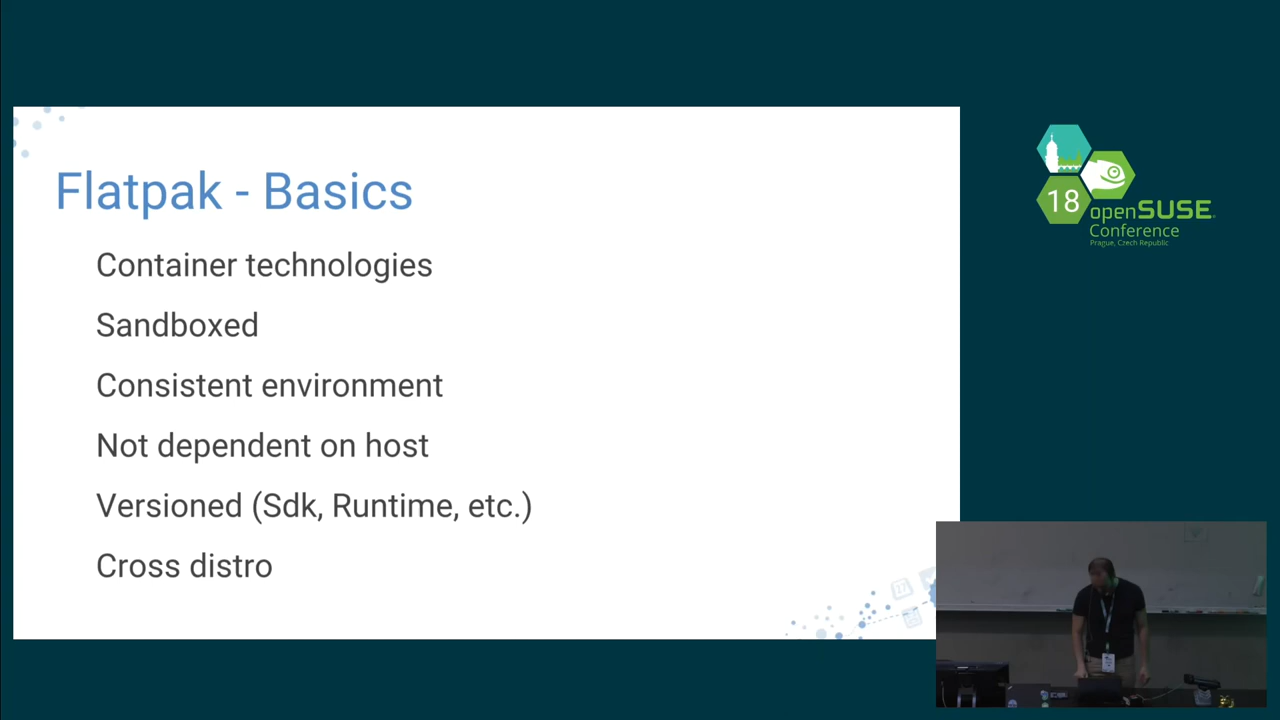 Flatpak - Basics
Container technologies
Sandboxed
Consistent environment
Not dependent on host
Versioned (Sdk, Runtime, etc.)
Cross distro
18
openSUSE
Conference
Prague, Czech Republic
17